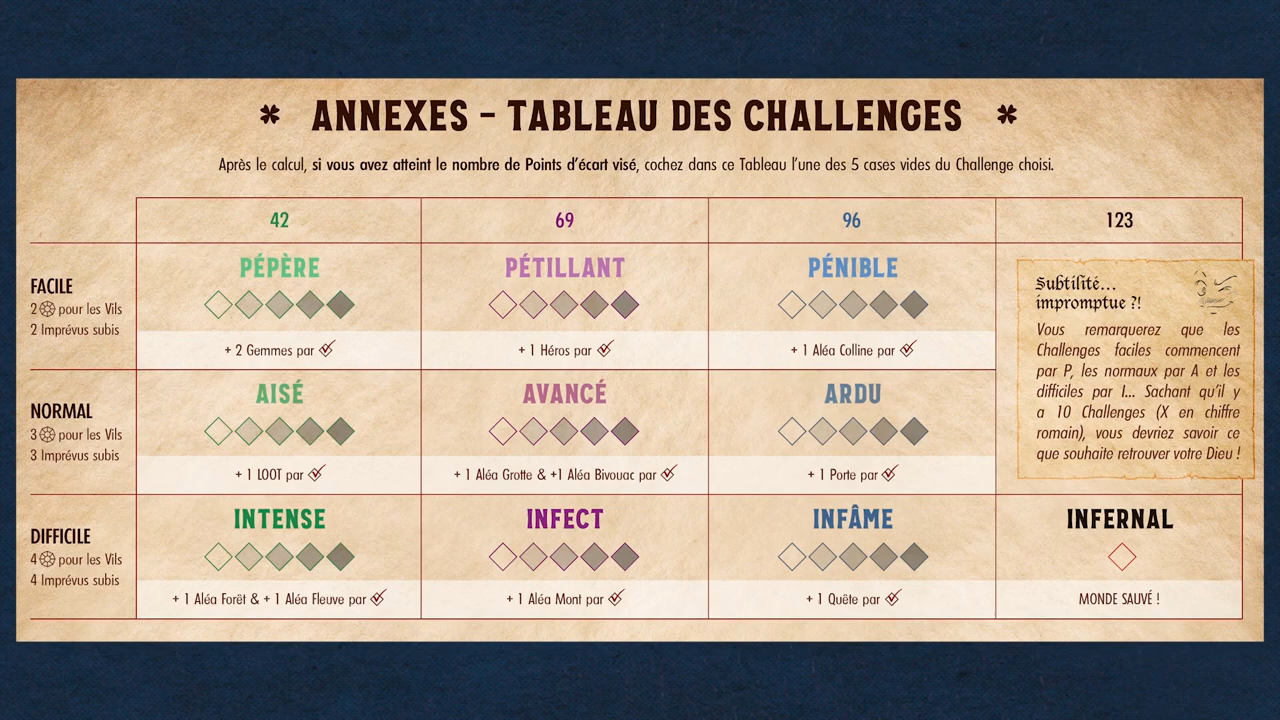 ANNEXES – TABLEAU DES CHALLENGES
Après le calcul, si vous avez atteint le nombre de Points d'écart visé, cochez dans ce Tableau l'une des 5 cases vides du Challenge choisi.
42 69 96 123
FACILE
2 pour les Vils
2 Imprévus subis
PÉPÈRE
+ 2 Gemmes par
PÉTILLANT
+ 1 Héros par
PÉNIBLE
+ 1 Aléa Colline par
Subtilité...
impromptue ?!
Vous remarquerez que les
Challenges faciles commencent
par P, les normaux par A et les
difficiles par I... Sachant qu'il y
a 10 Challenges (X en chiffre
romain), vous devriez savoir ce
que souhaite retrouver votre Dieu !
NORMAL
3 pour les Vils
3 Imprévus subis
AISÉ
+ 1 LOOT par
AVANCÉ
+ 1 Aléa Grotte & +1 Aléa Bivouac par
ARDU
+ 1 Porte par
DIFFICILE
4 pour les Vils
4 Imprévus subis
INTENSE
+ 1 Aléa Forêt & + 1 Aléa Fleuve par
INFECT
+ 1 Aléa Mont par
INFÂME
+ 1 Quête par
INFERNAL
MONDE SAUVÉ !